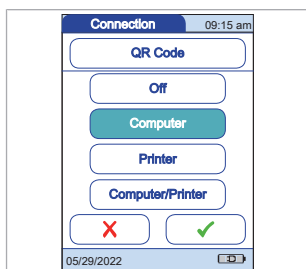 Connection 09:15 am
QR Code
Off
Computer
Printer
Computer/Printer
05/29/2022